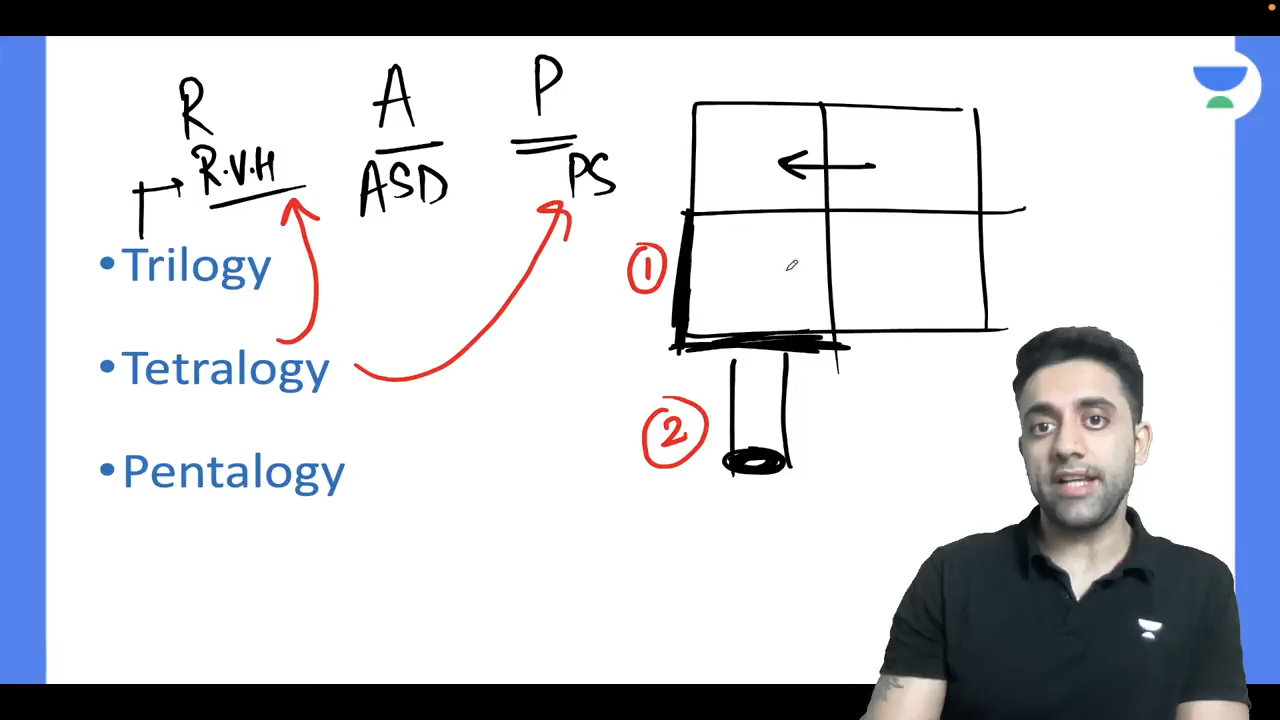 R A P
R.V.H ASD PS
• Trilogy
1
• Tetralogy
2
• Pentalogy